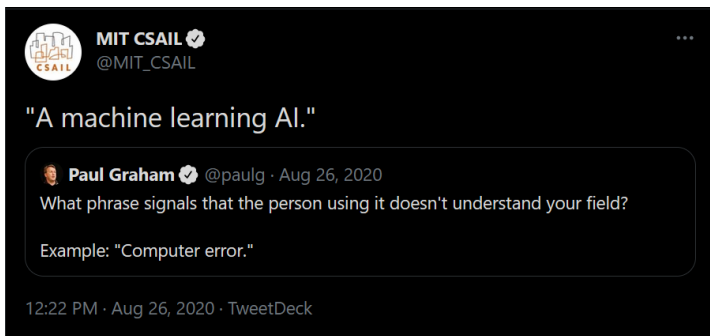 MIT CSAIL
@MIT_CSAIL
CSAIL
"A machine learning AI."
Paul Graham @paulg · Aug 26, 2020
What phrase signals that the person using it doesn't understand your field?
Example: "Computer error."
12:22 PM · Aug 26, 2020 · TweetDeck